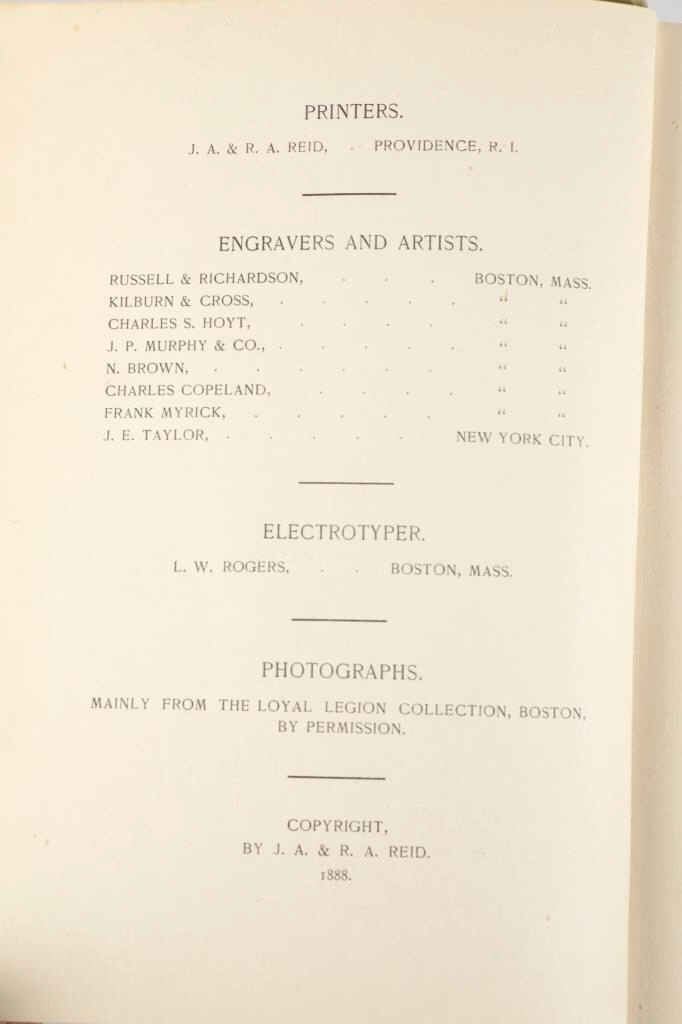 PRINTERS.
J. A. & R. A. REID, . PROVIDENCE, R. I.
ENGRAVERS AND ARTISTS.
RUSSELL & RICHARDSON, . . . BOSTON, MASS.
KILBURN & CROSS, . . . . . “ “
CHARLES S. HOYT, . . . . “ “
J. P. MURPHY & CO., . . . . . “ “
N. BROWN, . . . . . . “ “
CHARLES COPELAND, . . . . “ “
FRANK MYRICK, . . . . . “ “
J. E. TAYLOR, . . . . . NEW YORK CITY.
ELECTROTYPER.
L. W. ROGERS, . . BOSTON, MASS.
PHOTOGRAPHS.
MAINLY FROM THE LOYAL LEGION COLLECTION, BOSTON,
BY PERMISSION.
COPYRIGHT,
BY J. A. & R. A. REID.
1888.